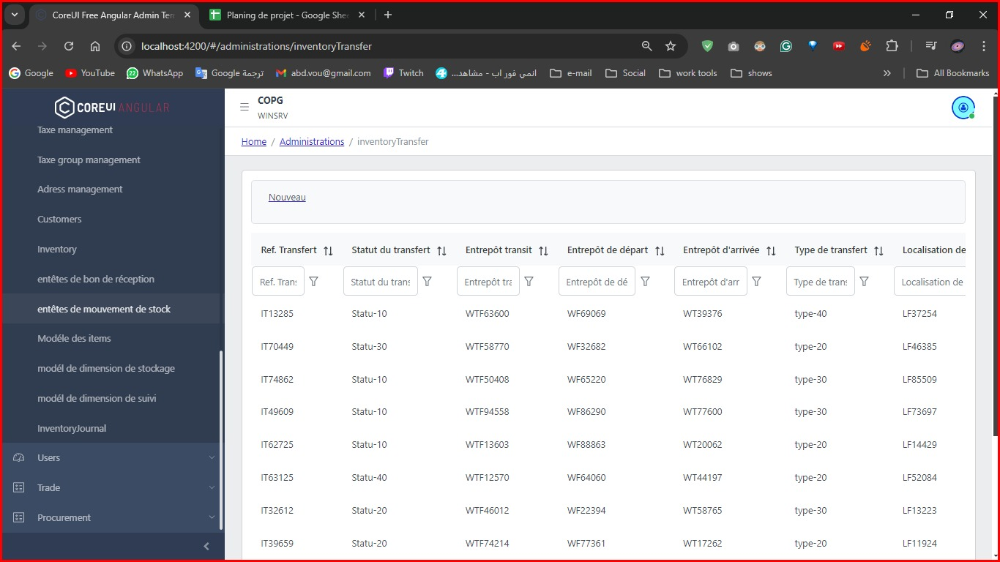 CoreUI Free Angular Admin Tem
Planing de projet - Google Shee
localhost:4200/#/administrations/inventoryTransfer
Google
YouTube
WhatsApp
Google ترجمة
abd.vou@gmail.com
Twitch
انمي فور اب - مشاهد...
e-mail
Social
work tools
shows
All Bookmarks
COREUI ANGULAR
Taxe management
Taxe group management
Adress management
Customers
Inventory
entêtes de bon de réception
entêtes de mouvement de stock
Modéle des items
modél de dimension de stockage
modél de dimension de suivi
InventoryJournal
Users
Trade
Procurement
COPG
WINSRV
Home / Administrations / inventoryTransfer
Nouveau
Ref. Transfert Statut du transfert Entrepôt transit Entrepôt de départ Entrepôt d'arrivée Type de transfert Localisation de
Ref. Trans Statut du trans Entrepôt tra Entrepôt de dé Entrepôt d'arr Type de trans Localisation de
IT13285 Statu-10 WTF63600 WF69069 WT39376 type-40 LF37254
IT70449 Statu-30 WTF58770 WF32682 WT66102 type-20 LF46385
IT74862 Statu-10 WTF50408 WF65220 WT76829 type-30 LF85509
IT49609 Statu-10 WTF94558 WF86290 WT77600 type-30 LF73697
IT62725 Statu-10 WTF13603 WF88863 WT20062 type-20 LF14429
IT63125 Statu-40 WTF12570 WF64060 WT44197 type-20 LF52084
IT32612 Statu-20 WTF46012 WF22394 WT58765 type-30 LF13223
IT39659 Statu-20 WTF74214 WF77361 WT17262 type-20 LF11924